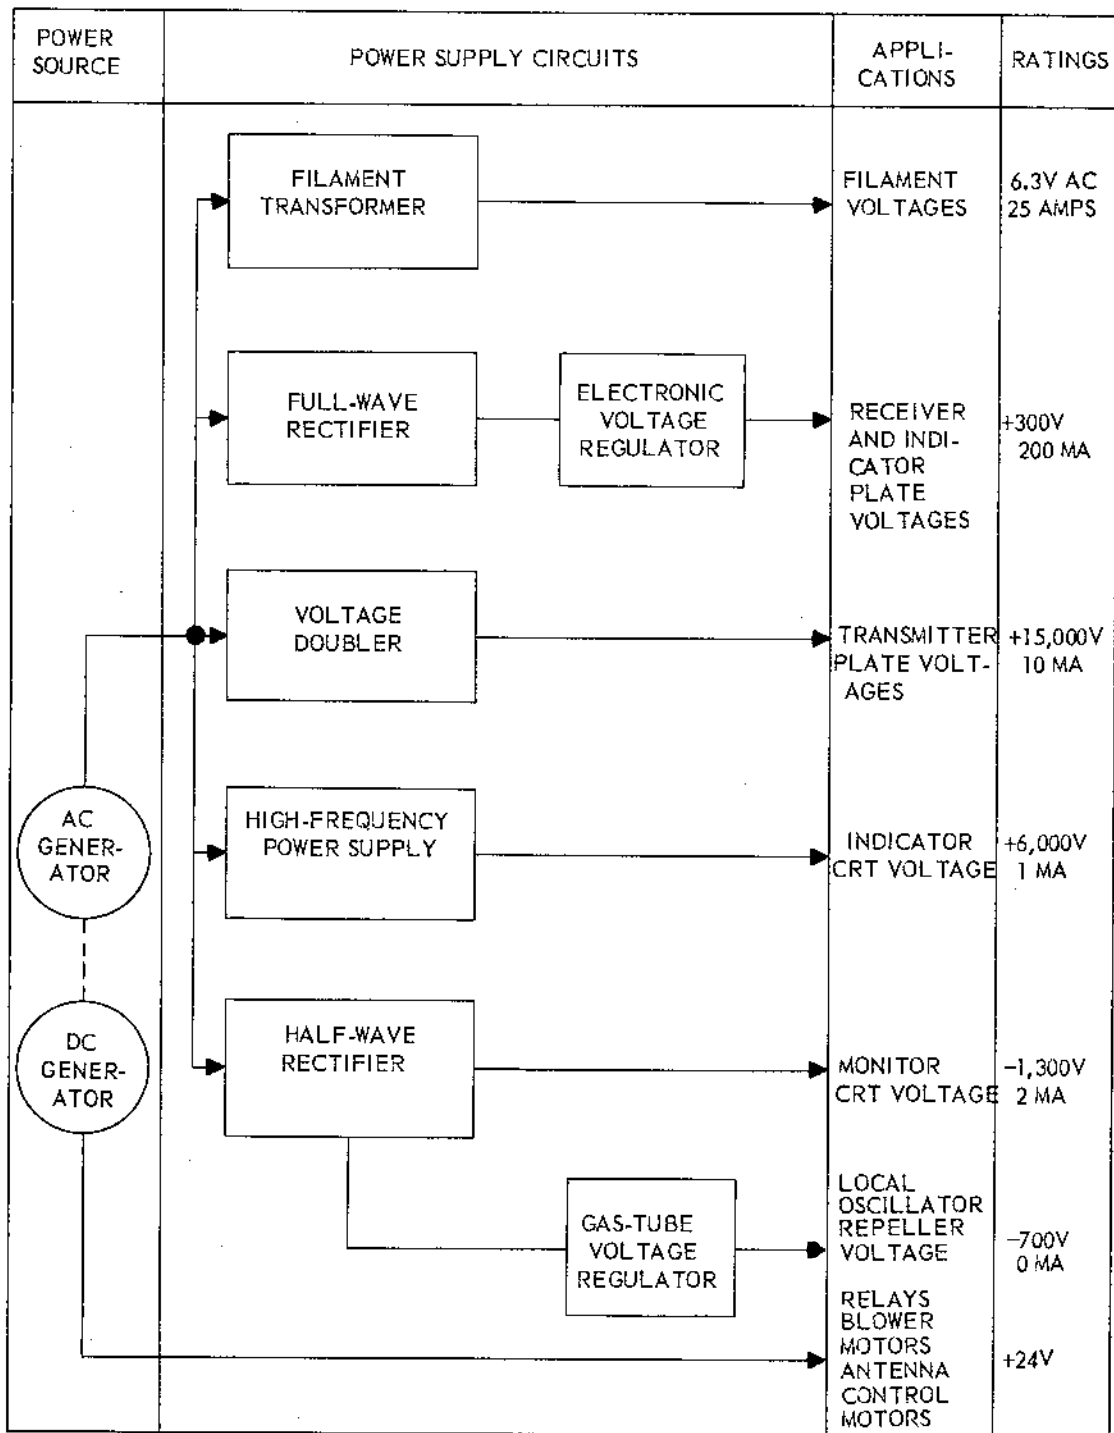 POWER
SOURCE
POWER SUPPLY CIRCUITS
APPLI-
CATIONS
RATINGS
FILAMENT
TRANSFORMER
FILAMENT
VOLTAGES
6.3V AC
25 AMPS
FULL-WAVE
RECTIFIER
ELECTRONIC
VOLTAGE
REGULATOR
RECEIVER
AND INDI-
CATOR
PLATE
VOLTAGES
+300V
200 MA
VOLTAGE
DOUBLER
TRANSMITTER
PLATE VOLT-
AGES
+15,000V
10 MA
AC
GENER-
ATOR
HIGH-FREQUENCY
POWER SUPPLY
INDICATOR
CRT VOLTAGE
+6,000V
1 MA
DC
GENER-
ATOR
HALF-WAVE
RECTIFIER
MONITOR
CRT VOLTAGE
-1,300V
2 MA
GAS-TUBE
VOLTAGE
REGULATOR
LOCAL
OSCILLATOR
REPELLER
VOLTAGE
-700V
0 MA
RELAYS
BLOWER
MOTORS
ANTENNA
CONTROL
MOTORS
+24V